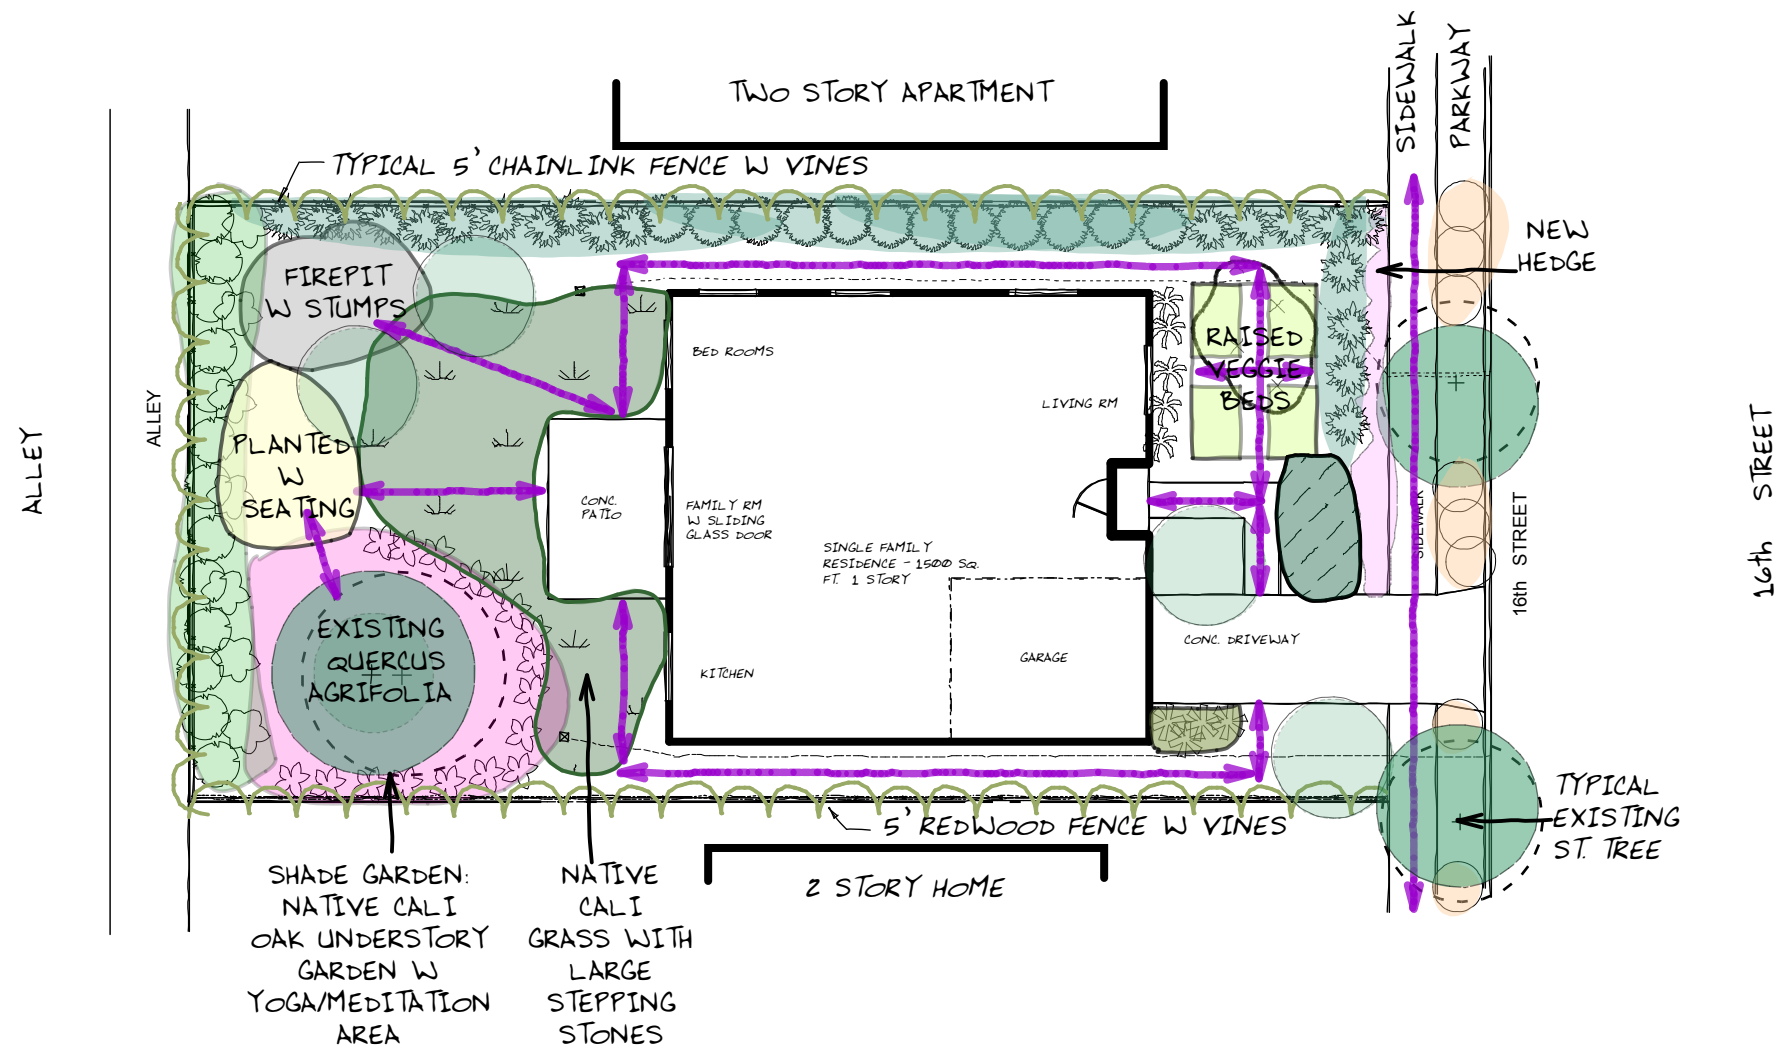 TWO STORY APARTMENT
SIDEWALK
PARKWAY
TYPICAL 5' CHAINLINK FENCE W VINES
NEW
HEDGE
FIREPIT
W STUMPS
RAISED
VEGGIE
BEDS
BED ROOMS
LIVING RM
ALLEY
ALLEY
PLANTED
W
SEATING
CONC.
PATIO
FAMILY RM
W SLIDING
GLASS DOOR
SINGLE FAMILY
RESIDENCE - 1500 SQ.
FT. 1 STORY
SIDEWALK
16th STREET
16th STREET
EXISTING
QUERCUS
AGRIFOLIA
KITCHEN
GARAGE
CONC. DRIVEWAY
TYPICAL
EXISTING
ST. TREE
5' REDWOOD FENCE W VINES
2 STORY HOME
SHADE GARDEN:
NATIVE CALI
OAK UNDERSTORY
GARDEN W
YOGA/MEDITATION
AREA
NATIVE
CALI
GRASS WITH
LARGE
STEPPING
STONES